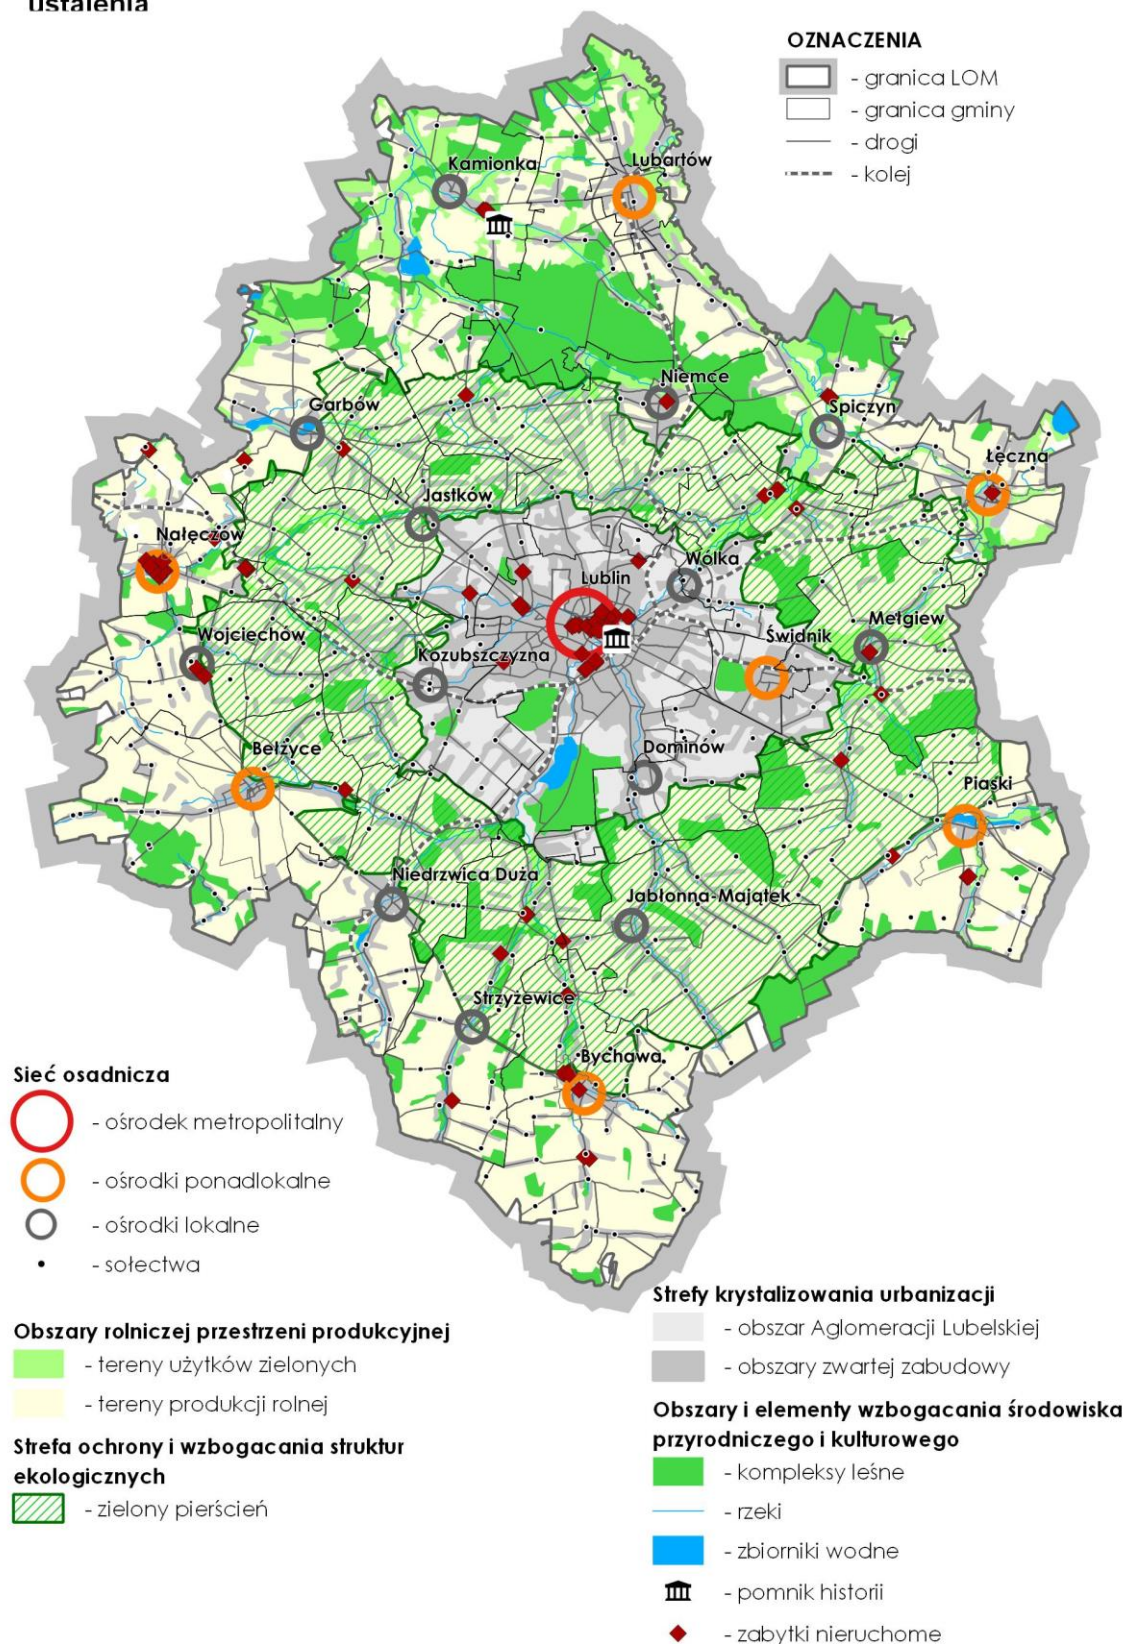 ustalenia
OZNACZENIA
- granica LOM
- granica gminy
- drogi
- kolej
Kamionka
Lubartów
Niemce
Garbów
Spiczyn
Łęczna
Jastków
Nałęczów
Wólka
Lublin
Mełgiew
Wojciechów
Świdnik
Kozubszczyzna
Bełżyce
Dominów
Piaski
Niedrzwica Duża
Jabłonna-Majątek
Strzyżewice
Bychawa
Sieć osadnicza
- ośrodek metropolitalny
- ośrodki ponadlokalne
- ośrodki lokalne
- sołectwa
Obszary rolniczej przestrzeni produkcyjnej
- tereny użytków zielonych
- tereny produkcji rolnej
Strefa ochrony i wzbogacania struktur
ekologicznych
- zielony pierścień
Strefy krystalizowania urbanizacji
- obszar Aglomeracji Lubelskiej
- obszary zwartej zabudowy
Obszary i elementy wzbogacania środowiska
przyrodniczego i kulturowego
- kompleksy leśne
- rzeki
- zbiorniki wodne
- pomnik historii
- zabytki nieruchome